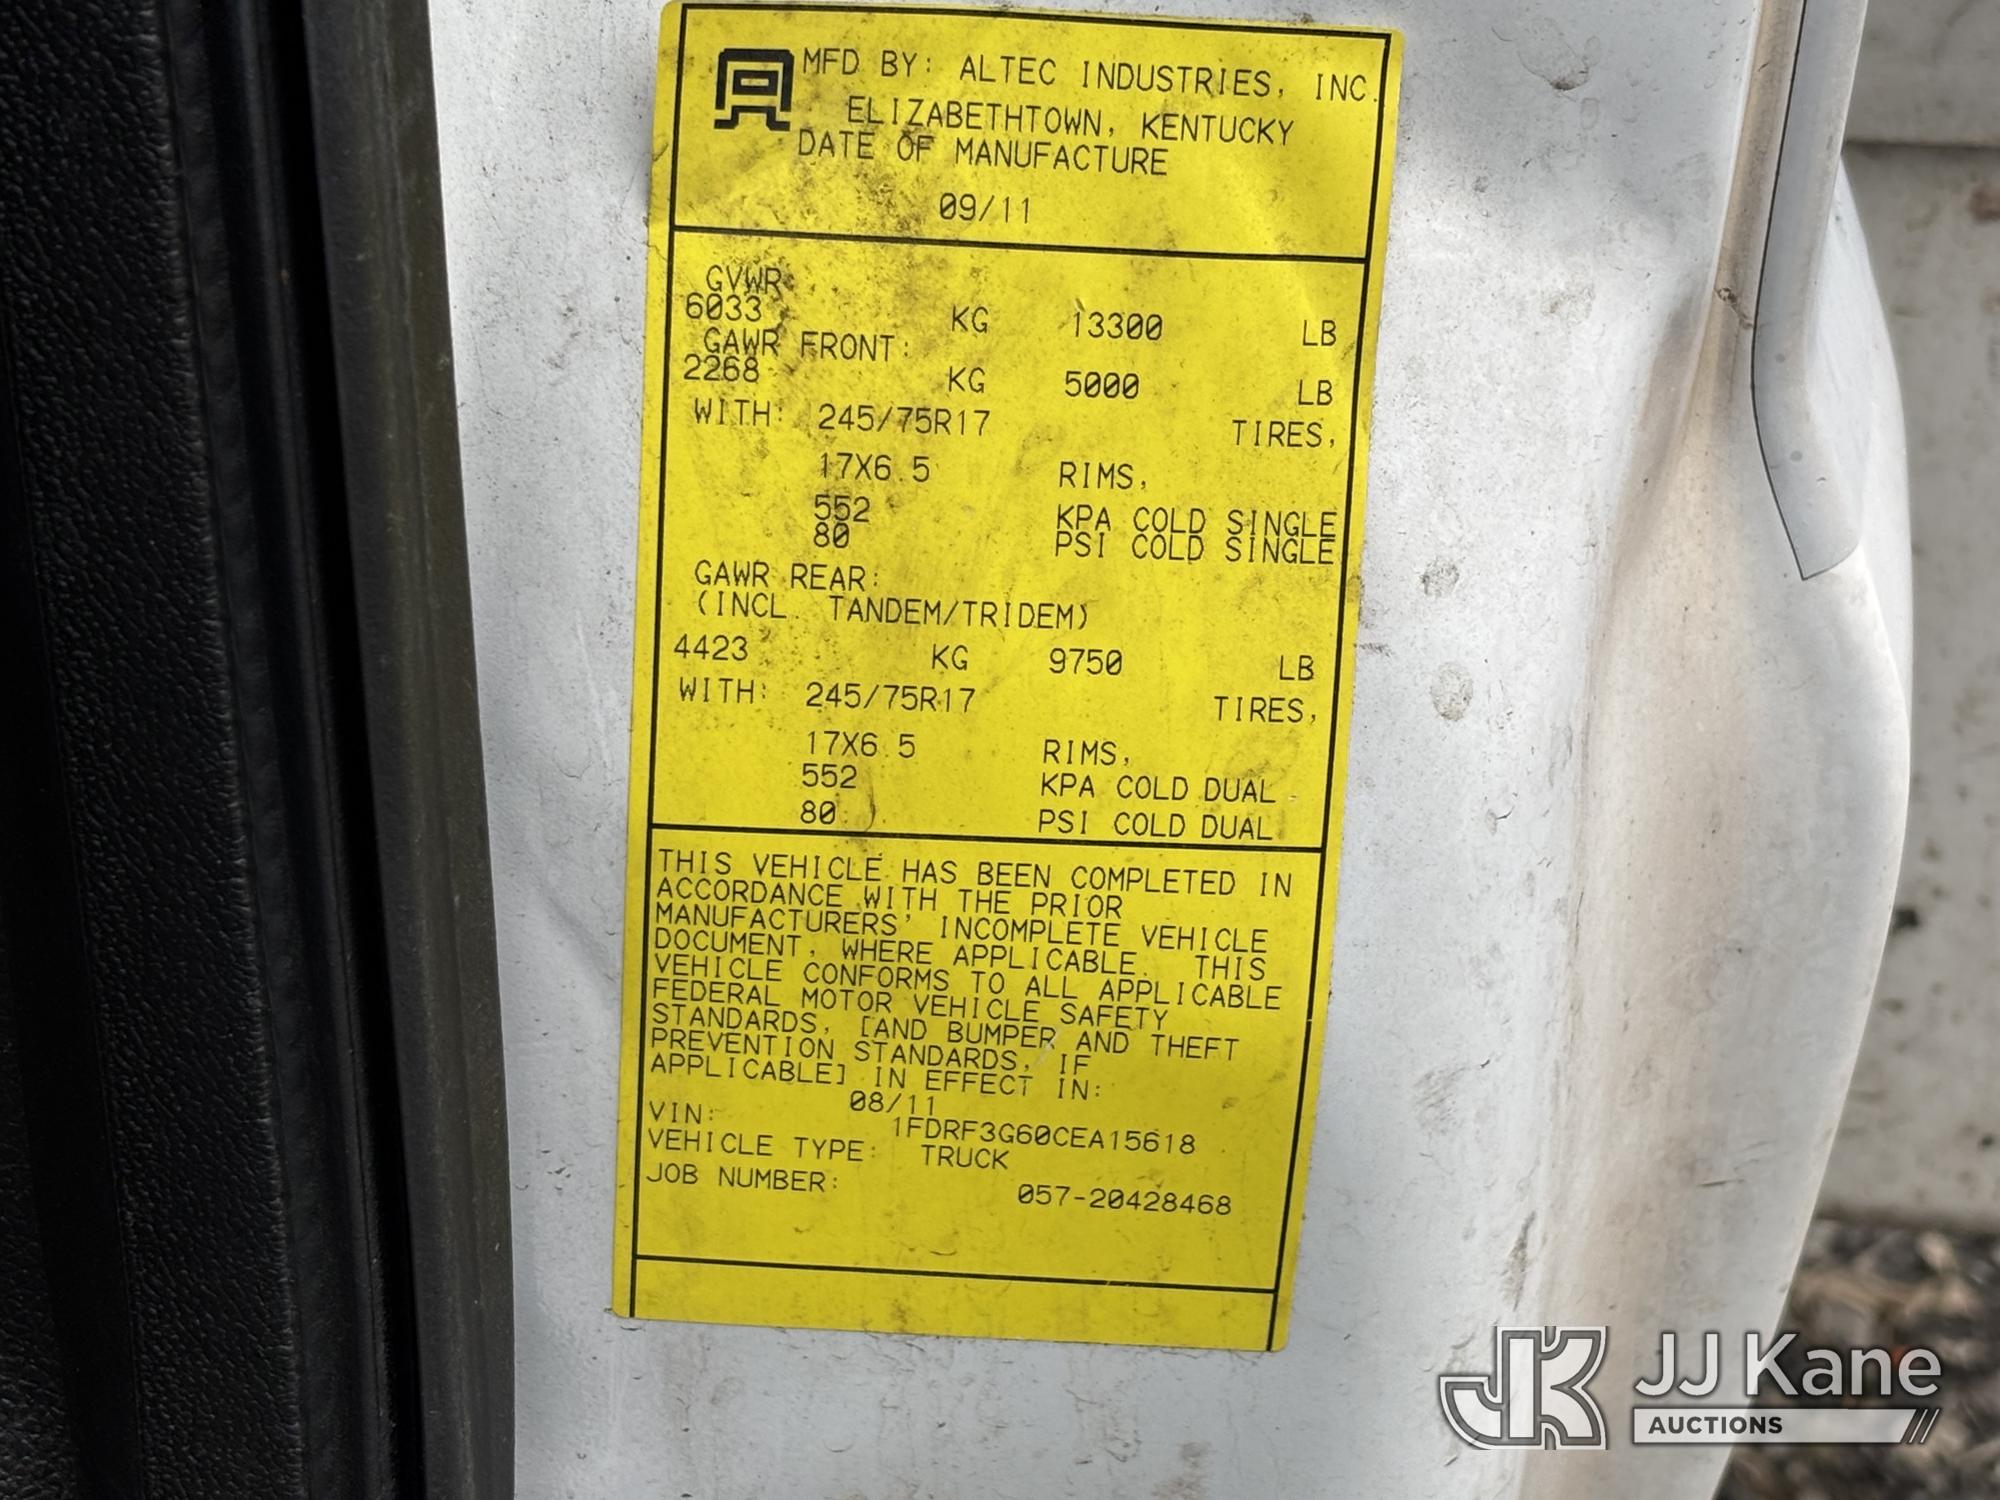 MFD BY: ALTEC INDUSTRIES, INC.
ELIZABETHTOWN, KENTUCKY
DATE OF MANUFACTURE
09/11
GVWR
6033 KG 13300 LB
GAWR FRONT:
2268 KG 5000 LB
WITH: 245/75R17 TIRES,
17X6.5 RIMS,
552 KPA COLD SINGLE
80 PSI COLD SINGLE
GAWR REAR:
(INCL. TANDEM/TRIDEM)
4423 KG 9750 LB
WITH: 245/75R17 TIRES,
17X6.5 RIMS,
552 KPA COLD DUAL
80 PSI COLD DUAL
THIS VEHICLE HAS BEEN COMPLETED IN
ACCORDANCE WITH THE PRIOR
MANUFACTURERS' INCOMPLETE VEHICLE
DOCUMENT, WHERE APPLICABLE. THIS
VEHICLE CONFORMS TO ALL APPLICABLE
FEDERAL MOTOR VEHICLE SAFETY
STANDARDS, [AND BUMPER AND THEFT
PREVENTION STANDARDS, IF
APPLICABLE] IN EFFECT IN:
08/11
VIN: 1FDRF3G60CEA15618
VEHICLE TYPE: TRUCK
JOB NUMBER: 057-20428468
JK JJ Kane
AUCTIONS